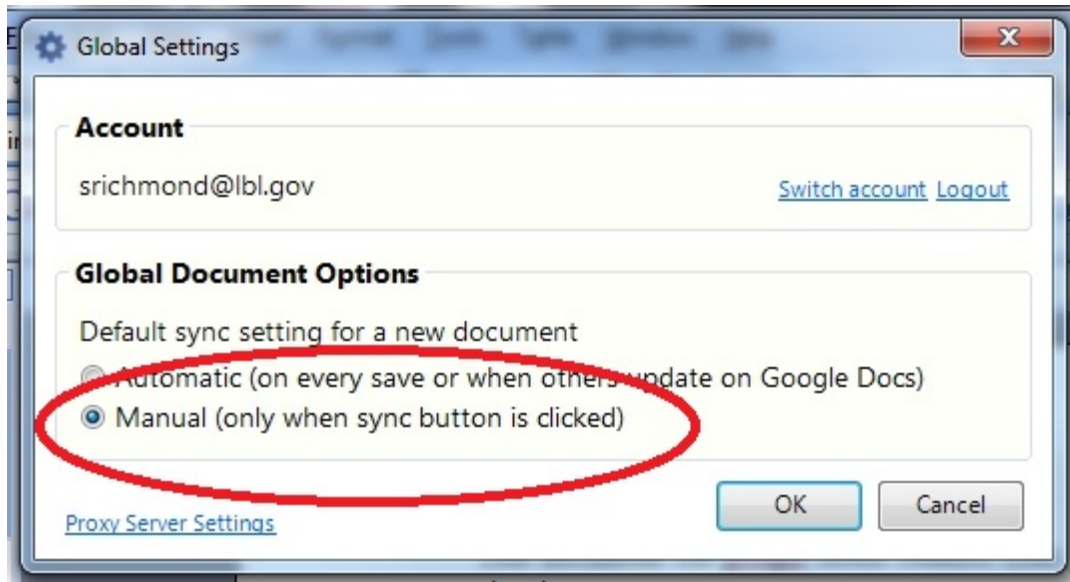 Global Settings
Account
srichmond@lbl.gov
Switch account Logout
Global Document Options
Default sync setting for a new document
Automatic (on every save or when others update on Google Docs)
Manual (only when sync button is clicked)
OK Cancel
Proxy Server Settings